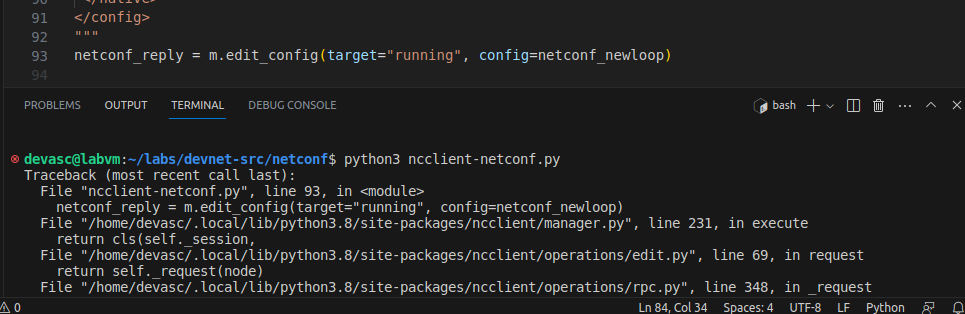 90 </native>
91 </config>
92 """
93 netconf_reply = m.edit_config(target="running", config=netconf_newloop)
94
PROBLEMS OUTPUT TERMINAL DEBUG CONSOLE bash
devasc@labvm:~/labs/devnet-src/netconf$ python3 ncclient-netconf.py
Traceback (most recent call last):
  File "ncclient-netconf.py", line 93, in <module>
    netconf_reply = m.edit_config(target="running", config=netconf_newloop)
  File "/home/devasc/.local/lib/python3.8/site-packages/ncclient/manager.py", line 231, in execute
    return cls(self._session,
  File "/home/devasc/.local/lib/python3.8/site-packages/ncclient/operations/edit.py", line 69, in request
    return self._request(node)
  File "/home/devasc/.local/lib/python3.8/site-packages/ncclient/operations/rpc.py", line 348, in _request
0 Ln 84, Col 34 Spaces: 4 UTF-8 LF Python